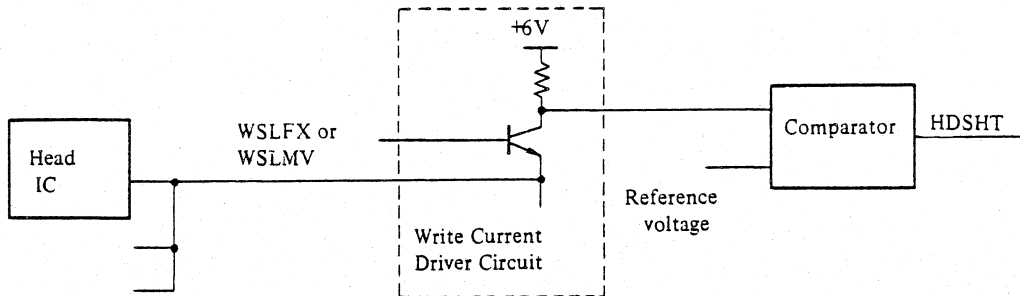 +6V
Head
IC
WSLFX or
WSLMV
Comparator
HDSHT
Reference
voltage
Write Current
Driver Circuit